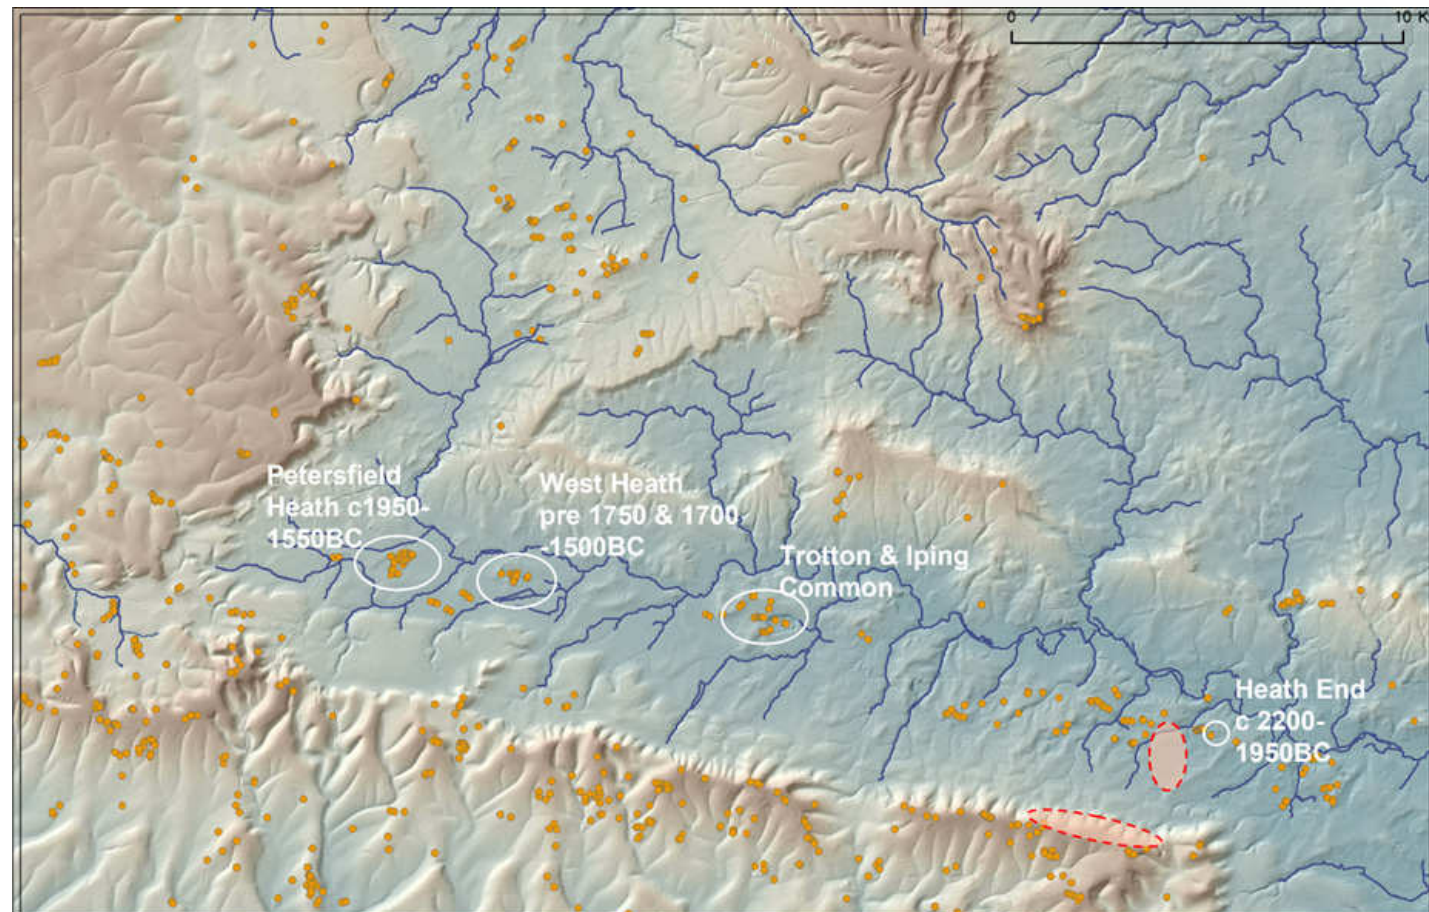 0 10 K
Petersfield
Heath c1950-
1550BC
West Heath
pre 1750 & 1700
-1500BC
Trotton & Iping
Common
Heath End
c 2200-
1950BC